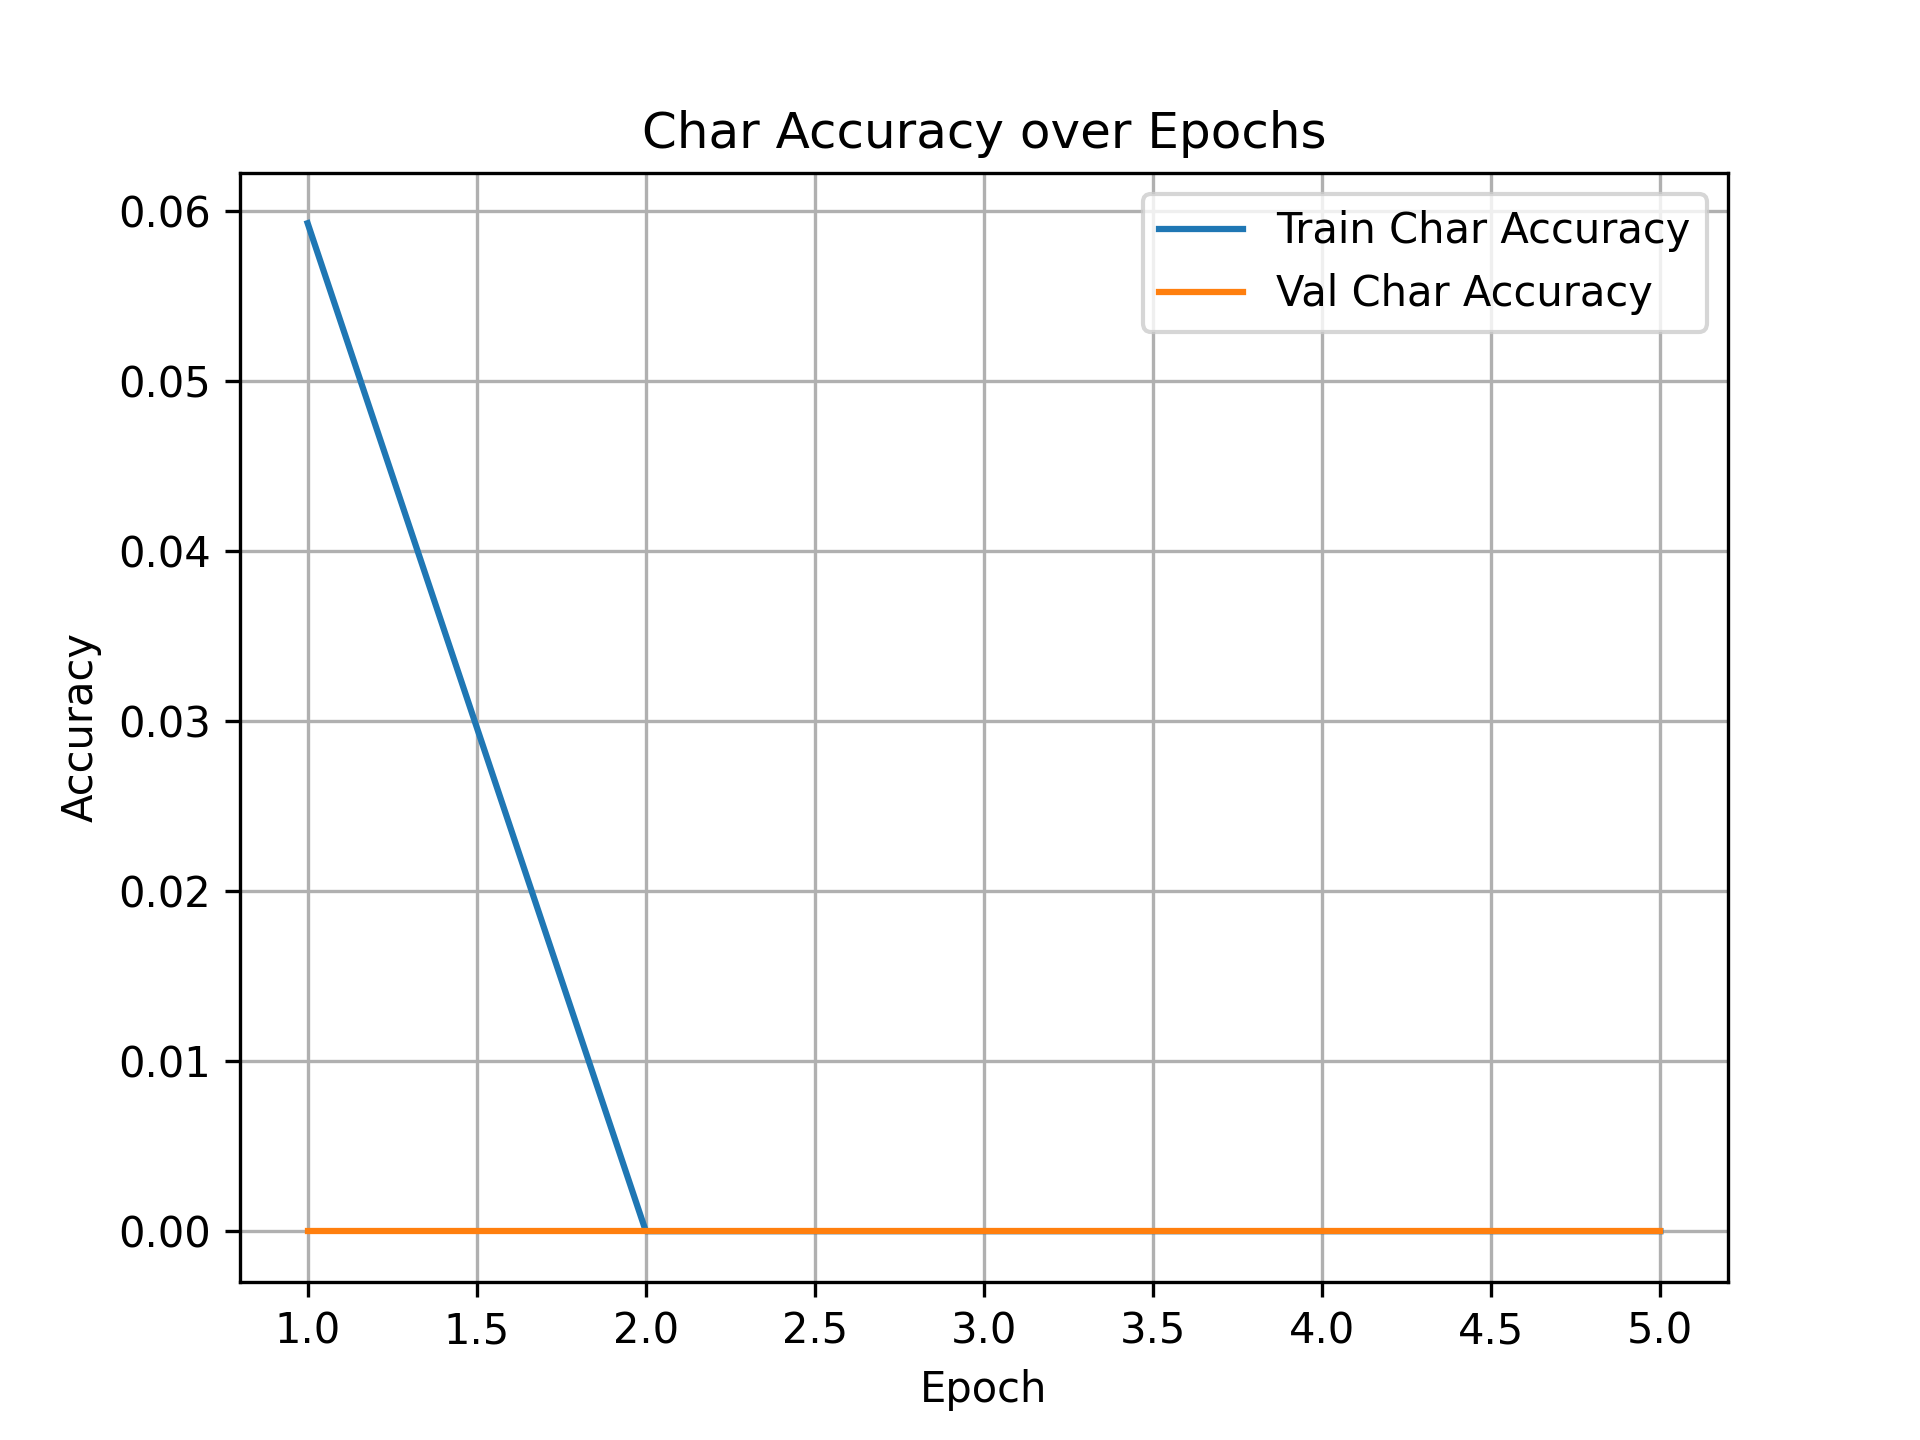 Char Accuracy over Epochs
Train Char Accuracy
Val Char Accuracy
0.06
0.05
0.04
0.03
0.02
0.01
0.00
Accuracy
1.0 1.5 2.0 2.5 3.0 3.5 4.0 4.5 5.0
Epoch